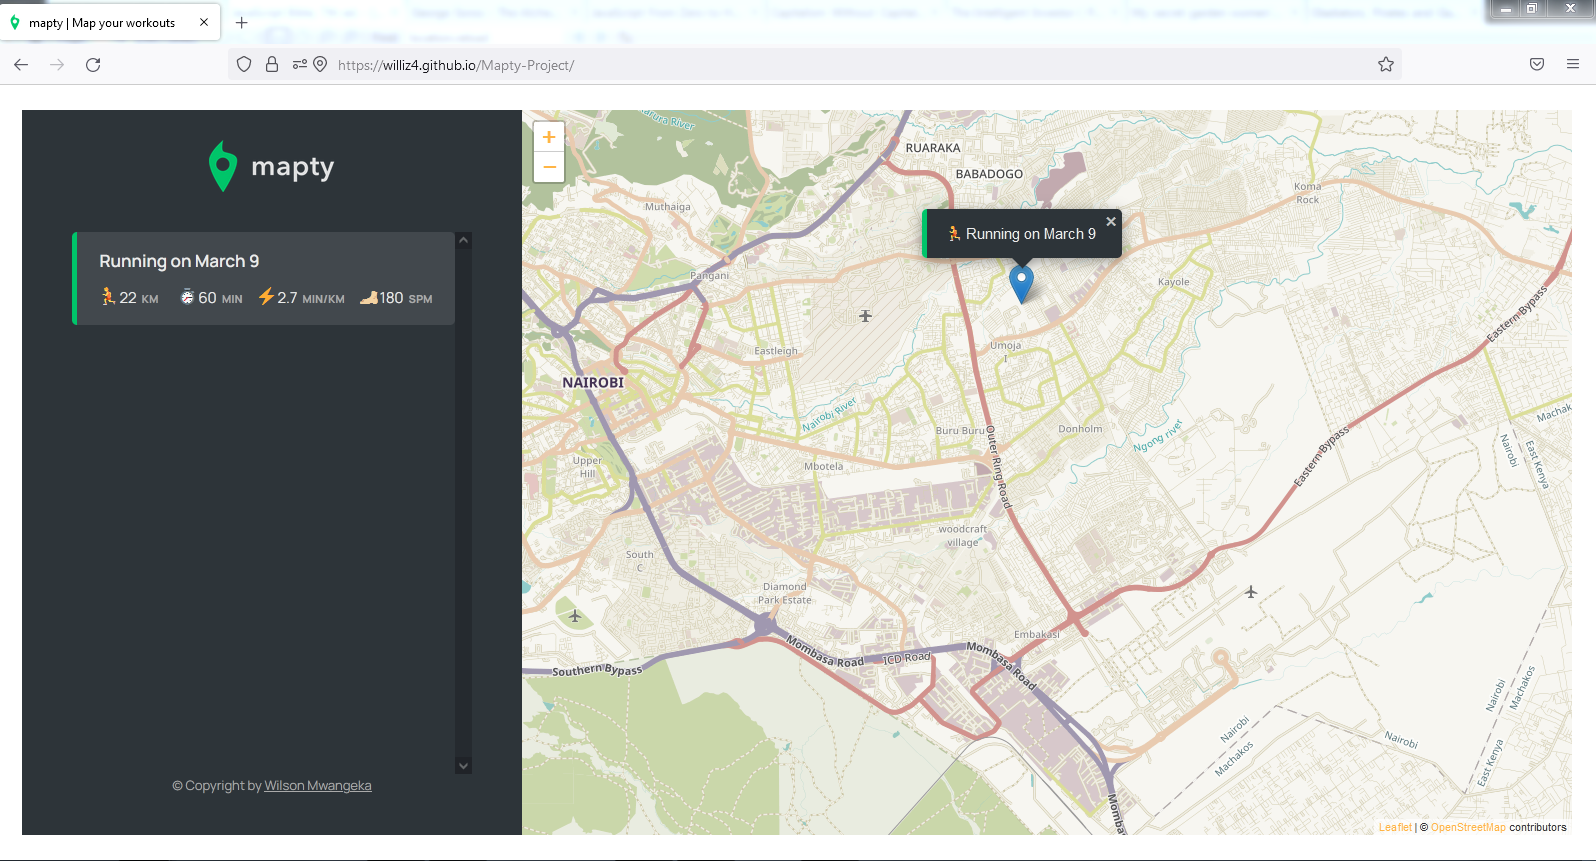 mapty | Map your workouts
https://williz4.github.io/Mapty-Project/
mapty
Running on March 9
22 KM 60 MIN 2.7 MIN/KM 180 SPM
© Copyright by Wilson Mwangeka
+
−
RUARAKA
BABADOGO
Koma
Rock
Muthaiga
Running on March 9
Pangani
Kayole
Eastern Bypass
Umoja
I
Eastleigh
NAIROBI
Nairobi River
Buru Buru
Donholm
Ngong river
Machak
Outer Ring Road
Eastern Bypass
Nairobi
East Kenya
Upper
Hill
Mbotela
woodcraft
village
South
C
Diamond
Park Estate
Embakasi
Mombasa Road
ICD Road
Mombasa Road
Southern Bypass
Nairobi
Machakos
Nairobi
Machakos
Nairobi
East Kenya
Momb
Leaflet | © OpenStreetMap contributors